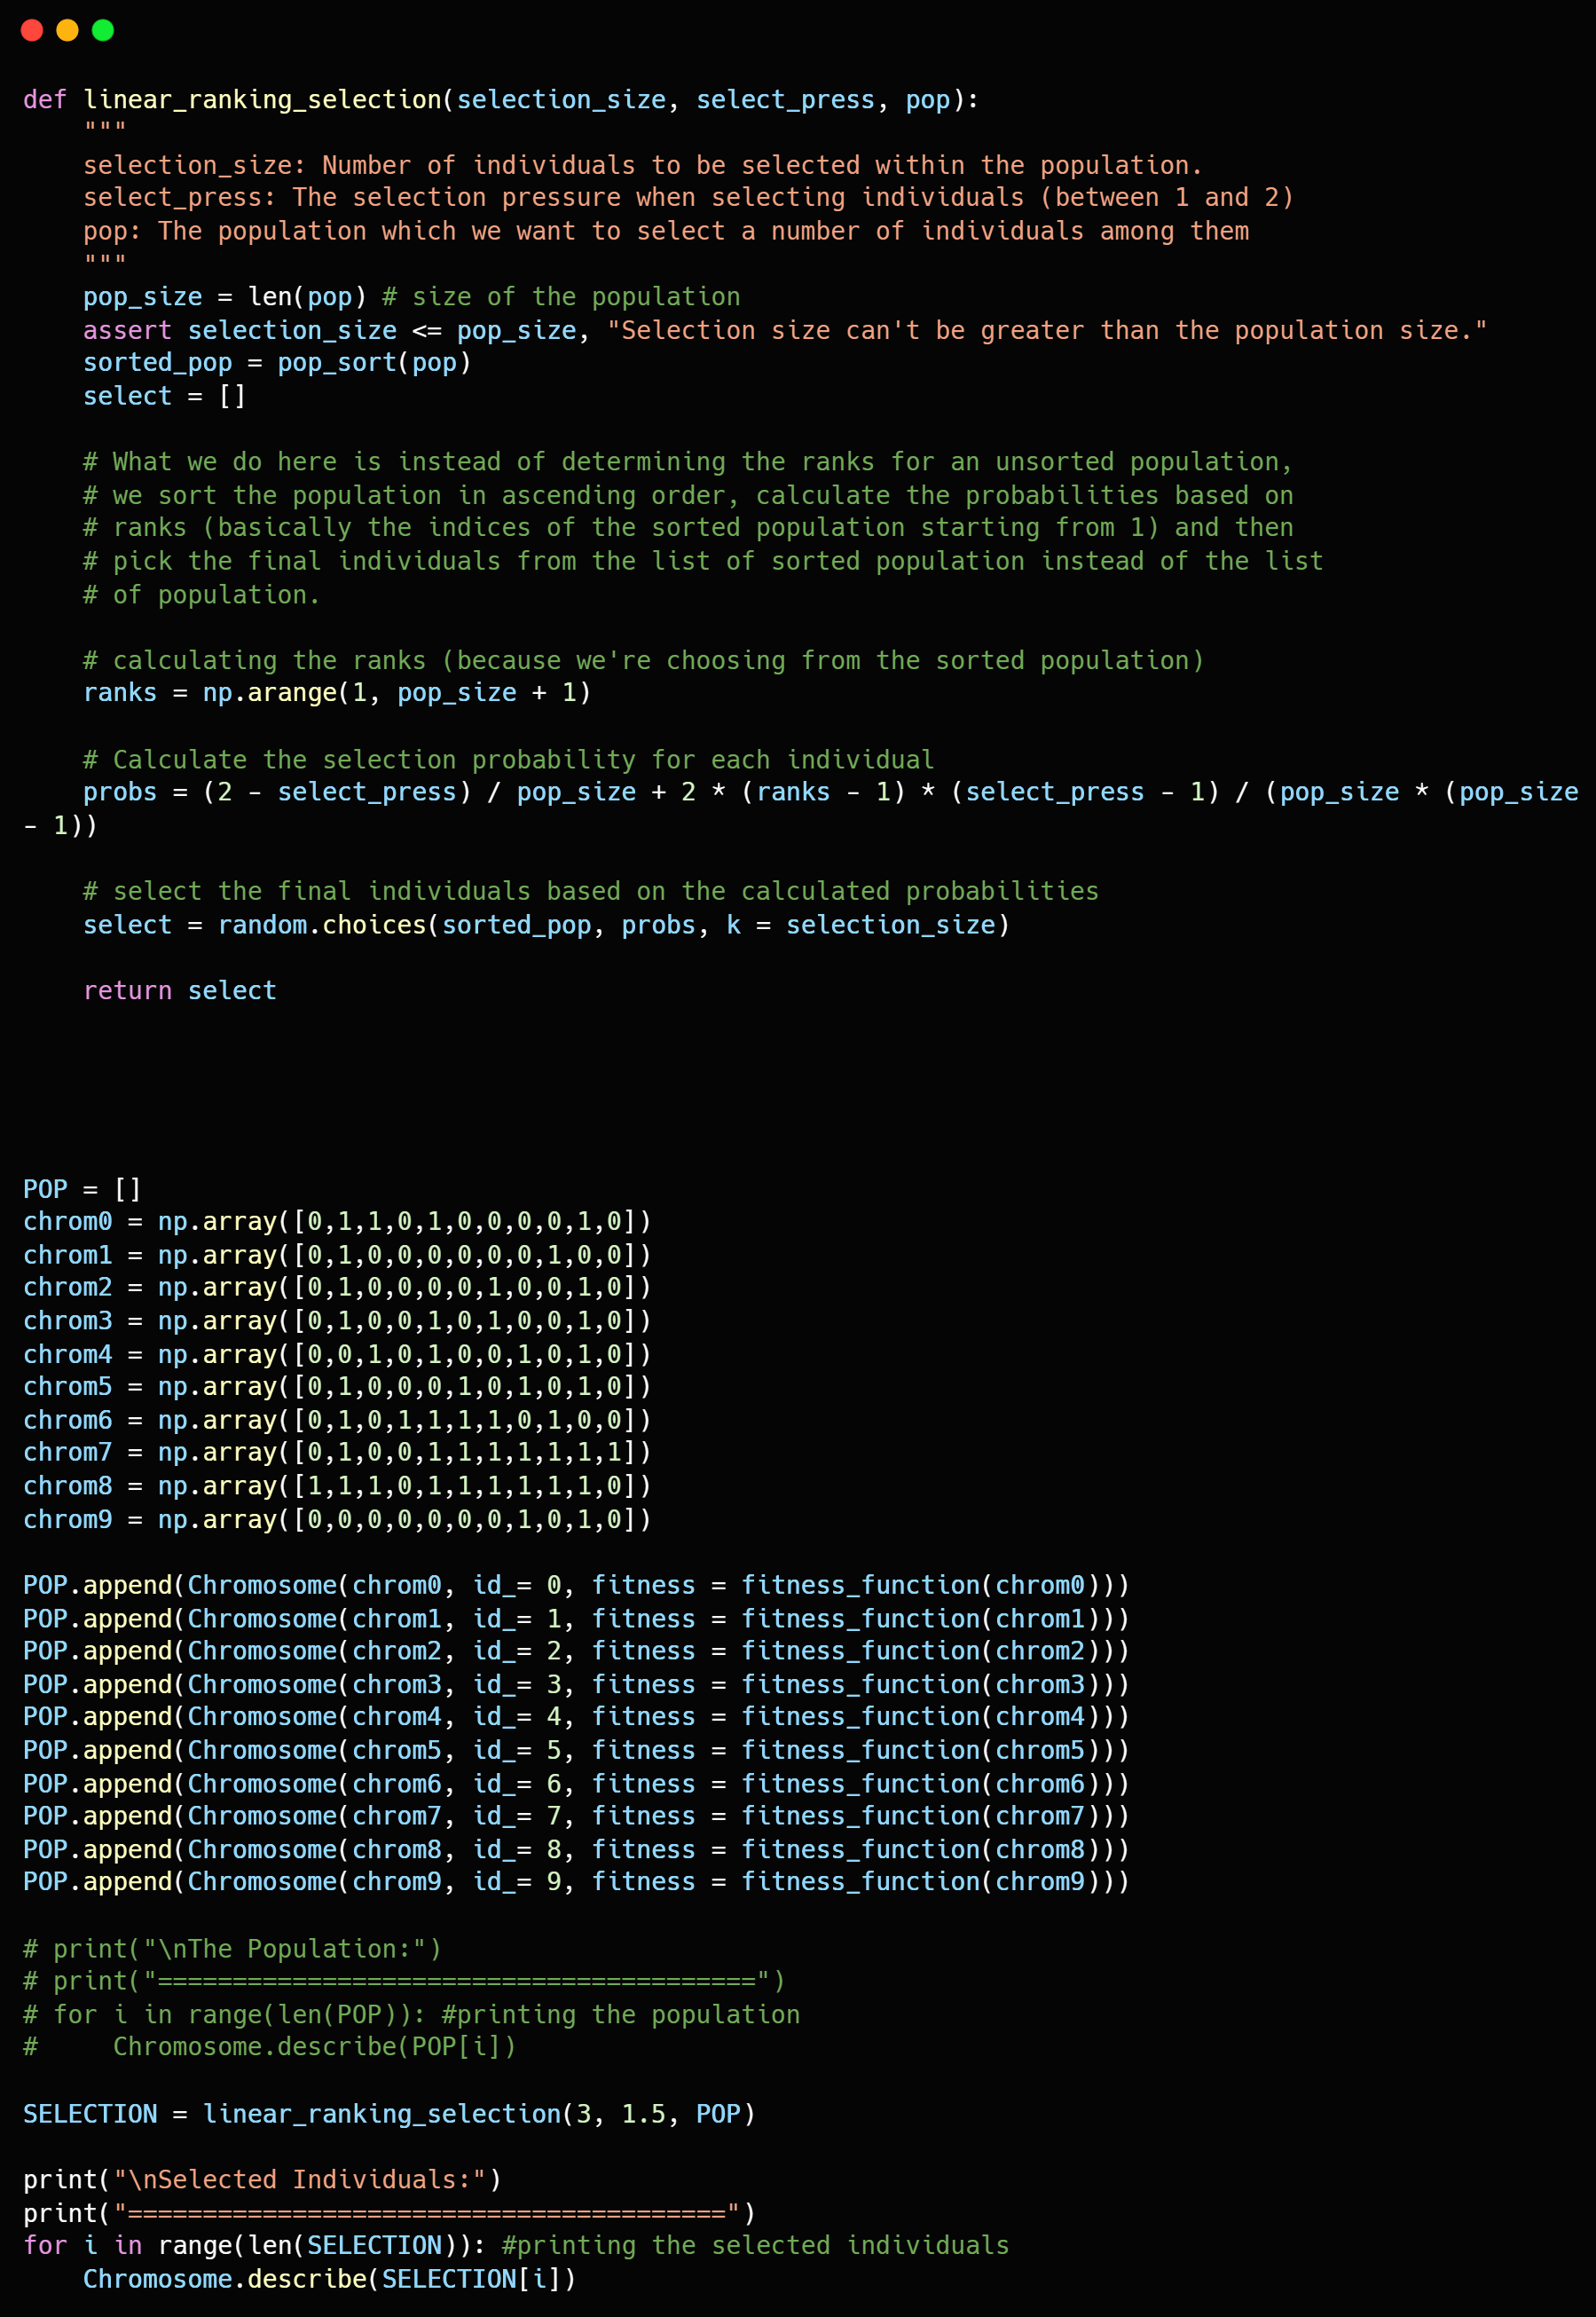 def linear_ranking_selection(selection_size, select_press, pop):
    """
    selection_size: Number of individuals to be selected within the population.
    select_press: The selection pressure when selecting individuals (between 1 and 2)
    pop: The population which we want to select a number of individuals among them
    """
    pop_size = len(pop) # size of the population
    assert selection_size <= pop_size, "Selection size can't be greater than the population size."
    sorted_pop = pop_sort(pop)
    select = []

    # What we do here is instead of determining the ranks for an unsorted population,
    # we sort the population in ascending order, calculate the probabilities based on
    # ranks (basically the indices of the sorted population starting from 1) and then
    # pick the final individuals from the list of sorted population instead of the list
    # of population.

    # calculating the ranks (because we're choosing from the sorted population)
    ranks = np.arange(1, pop_size + 1)

    # Calculate the selection probability for each individual
    probs = (2 - select_press) / pop_size + 2 * (ranks - 1) * (select_press - 1) / (pop_size * (pop_size
- 1))

    # select the final individuals based on the calculated probabilities
    select = random.choices(sorted_pop, probs, k = selection_size)

    return select

POP = []
chrom0 = np.array([0,1,1,0,1,0,0,0,0,1,0])
chrom1 = np.array([0,1,0,0,0,0,0,0,1,0,0])
chrom2 = np.array([0,1,0,0,0,0,1,0,0,1,0])
chrom3 = np.array([0,1,0,0,1,0,1,0,0,1,0])
chrom4 = np.array([0,0,1,0,1,0,0,1,0,1,0])
chrom5 = np.array([0,1,0,0,0,1,0,1,0,1,0])
chrom6 = np.array([0,1,0,1,1,1,1,0,1,0,0])
chrom7 = np.array([0,1,0,0,1,1,1,1,1,1,1])
chrom8 = np.array([1,1,1,0,1,1,1,1,1,1,0])
chrom9 = np.array([0,0,0,0,0,0,0,1,0,1,0])

POP.append(Chromosome(chrom0, id_= 0, fitness = fitness_function(chrom0)))
POP.append(Chromosome(chrom1, id_= 1, fitness = fitness_function(chrom1)))
POP.append(Chromosome(chrom2, id_= 2, fitness = fitness_function(chrom2)))
POP.append(Chromosome(chrom3, id_= 3, fitness = fitness_function(chrom3)))
POP.append(Chromosome(chrom4, id_= 4, fitness = fitness_function(chrom4)))
POP.append(Chromosome(chrom5, id_= 5, fitness = fitness_function(chrom5)))
POP.append(Chromosome(chrom6, id_= 6, fitness = fitness_function(chrom6)))
POP.append(Chromosome(chrom7, id_= 7, fitness = fitness_function(chrom7)))
POP.append(Chromosome(chrom8, id_= 8, fitness = fitness_function(chrom8)))
POP.append(Chromosome(chrom9, id_= 9, fitness = fitness_function(chrom9)))

# print("\nThe Population:")
# print("========================================")
# for i in range(len(POP)): #printing the population
#     Chromosome.describe(POP[i])

SELECTION = linear_ranking_selection(3, 1.5, POP)

print("\nSelected Individuals:")
print("========================================")
for i in range(len(SELECTION)): #printing the selected individuals
    Chromosome.describe(SELECTION[i])